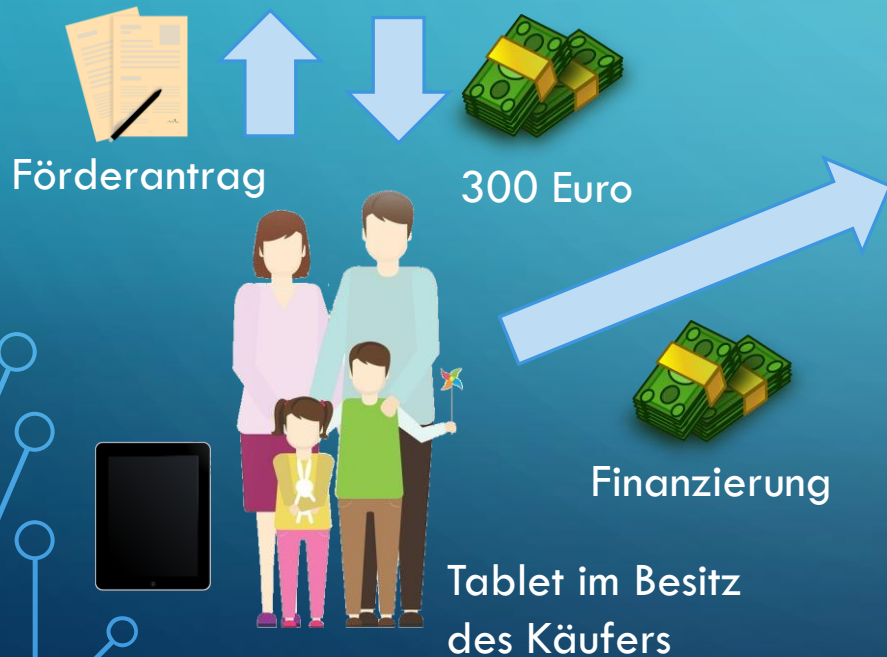 Förderantrag
300 Euro
Finanzierung
Tablet im Besitz
des Käufers